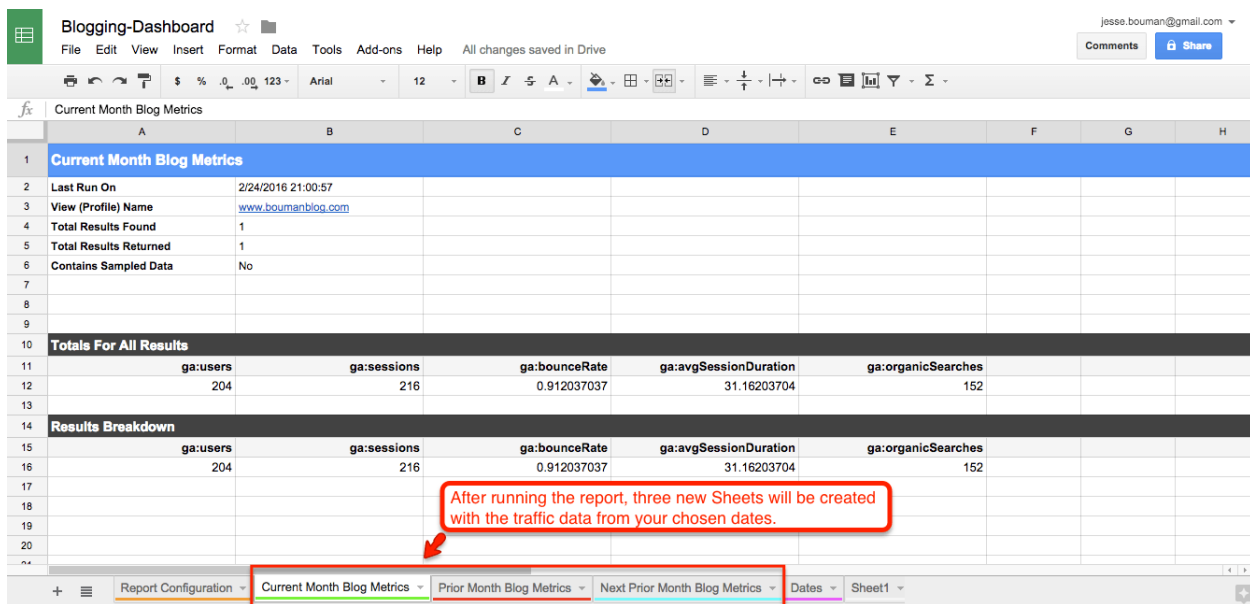 Blogging-Dashboard
jesse.bouman@gmail.com
File Edit View Insert Format Data Tools Add-ons Help All changes saved in Drive
Comments Share
$ % .0 .00 123 Arial 12 B I S A Σ
fx Current Month Blog Metrics
A B C D E F G H
1 Current Month Blog Metrics
2 Last Run On 2/24/2016 21:00:57
3 View (Profile) Name www.boumanblog.com
4 Total Results Found 1
5 Total Results Returned 1
6 Contains Sampled Data No
7
8
9
10 Totals For All Results
11 ga:users ga:sessions ga:bounceRate ga:avgSessionDuration ga:organicSearches
12 204 216 0.912037037 31.16203704 152
13
14 Results Breakdown
15 ga:users ga:sessions ga:bounceRate ga:avgSessionDuration ga:organicSearches
16 204 216 0.912037037 31.16203704 152
17
18
19
20
After running the report, three new Sheets will be created
with the traffic data from your chosen dates.
Report Configuration Current Month Blog Metrics Prior Month Blog Metrics Next Prior Month Blog Metrics Dates Sheet1